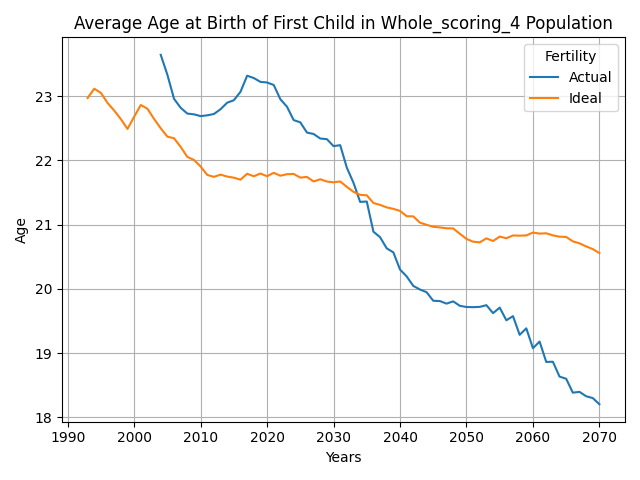 Average Age at Birth of First Child in Whole_scoring_4 Population
Fertility
Actual
Ideal
Age
23
22
21
20
19
18
1990 2000 2010 2020 2030 2040 2050 2060 2070
Years